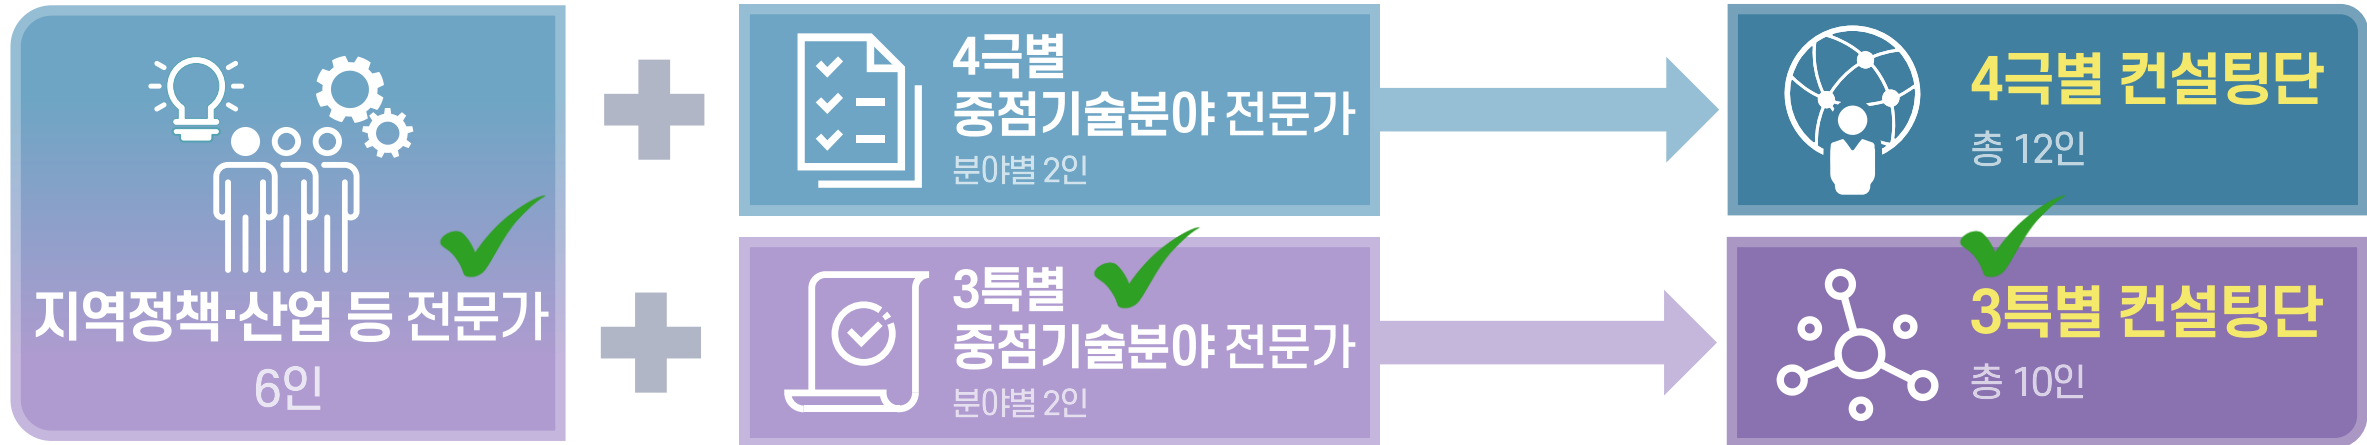 지역정책·산업 등 전문가
6인
4극별
중점기술분야 전문가
분야별 2인
4극별 컨설팅단
총 12인
3특별
중점기술분야 전문가
분야별 2인
3특별 컨설팅단
총 10인